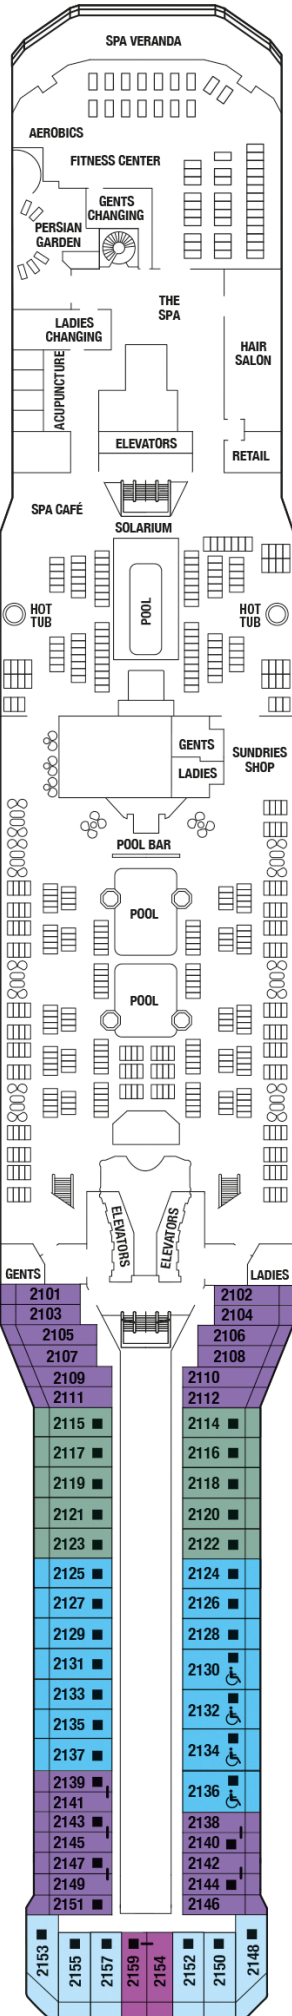 SPA VERANDA
AEROBICS
FITNESS CENTER
GENTS
CHANGING
PERSIAN
GARDEN
THE
SPA
LADIES
CHANGING
HAIR
SALON
ACUPUNCTURE
ELEVATORS
RETAIL
SPA CAFÉ
SOLARIUM
POOL
HOT
TUB
HOT
TUB
GENTS
LADIES
SUNDRIES
SHOP
POOL BAR
POOL
POOL
ELEVATORS
ELEVATORS
GENTS
LADIES
2101 2102
2103 2104
2105 2106
2107 2108
2109 2110
2111 2112
2115 2114
2117 2116
2119 2118
2121 2120
2123 2122
2125 2124
2127 2126
2129 2128
2131 2130
2133 2132
2135 2134
2137 2136
2139 2138
2141 2140
2143 2142
2145 2144
2147 2146
2149
2151
2153 2155 2157 2159 2154 2152 2150 2148